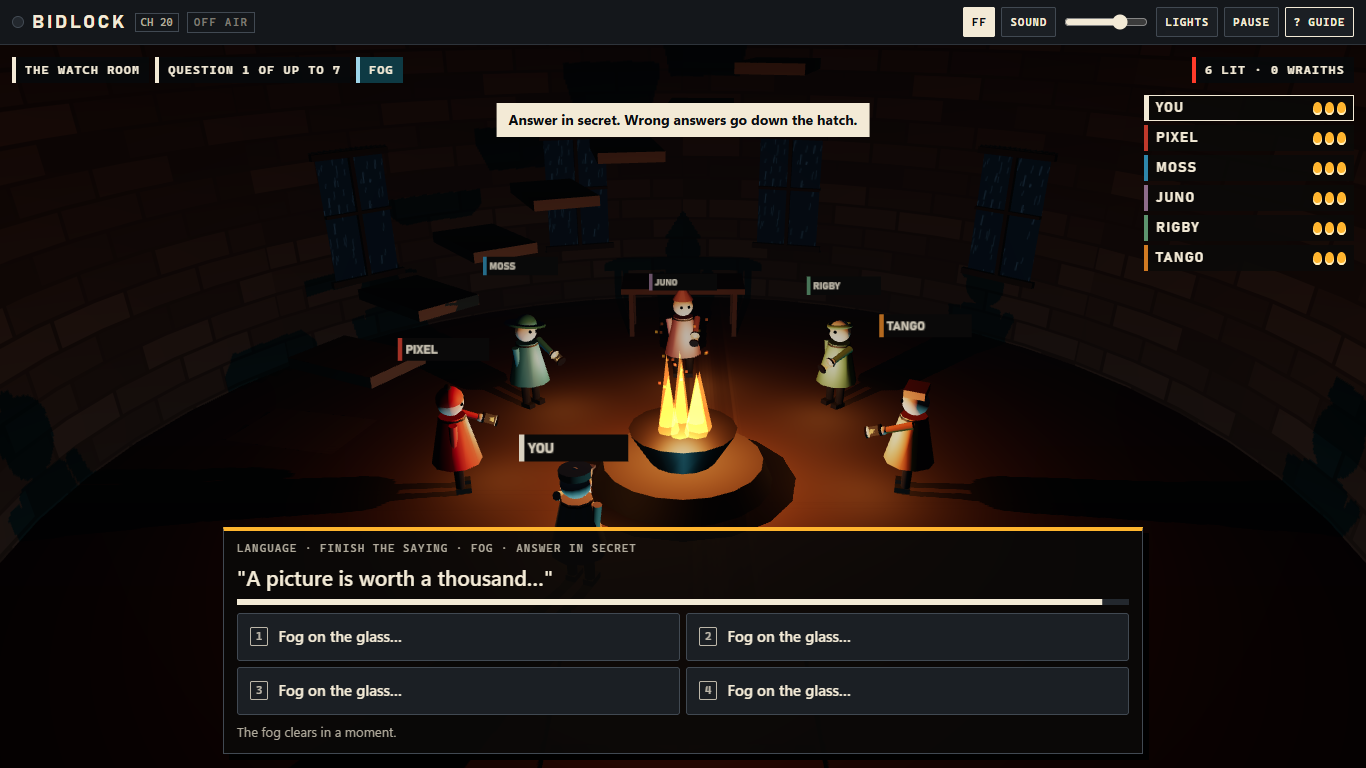 BIDLOCK CH 20 OFF AIR FF SOUND LIGHTS PAUSE ? GUIDE
THE WATCH ROOM QUESTION 1 OF UP TO 7 FOG 6 LIT · 0 WRAITHS
Answer in secret. Wrong answers go down the hatch.
YOU
PIXEL
MOSS
JUNO
RIGBY
TANGO
MOSS
JUNO
RIGBY
TANGO
PIXEL
YOU
LANGUAGE · FINISH THE SAYING · FOG · ANSWER IN SECRET
"A picture is worth a thousand..."
1 Fog on the glass...
2 Fog on the glass...
3 Fog on the glass...
4 Fog on the glass...
The fog clears in a moment.